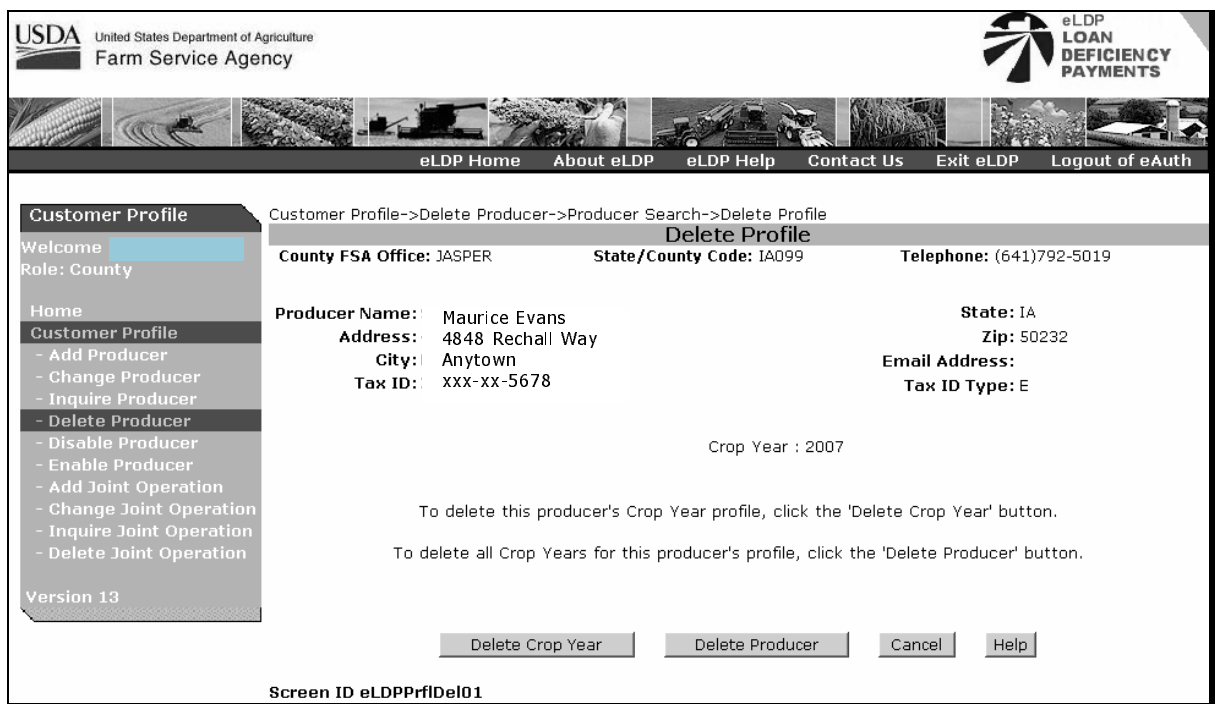 USDA United States Department of Agriculture
Farm Service Agency
eLDP
LOAN
DEFICIENCY
PAYMENTS
eLDP Home About eLDP eLDP Help Contact Us Exit eLDP Logout of eAuth
Customer Profile
Welcome
Role: County
Home
Customer Profile
- Add Producer
- Change Producer
- Inquire Producer
- Delete Producer
- Disable Producer
- Enable Producer
- Add Joint Operation
- Change Joint Operation
- Inquire Joint Operation
- Delete Joint Operation
Version 13
Customer Profile->Delete Producer->Producer Search->Delete Profile
Delete Profile
County FSA Office: JASPER State/County Code: IA099 Telephone: (641)792-5019
Producer Name: Maurice Evans State: IA
Address: 4848 Rechall Way Zip: 50232
City: Anytown Email Address:
Tax ID: xxx-xx-5678 Tax ID Type: E
Crop Year : 2007
To delete this producer's Crop Year profile, click the 'Delete Crop Year' button.
To delete all Crop Years for this producer's profile, click the 'Delete Producer' button.
Delete Crop Year Delete Producer Cancel Help
Screen ID eLDPPrflDel01